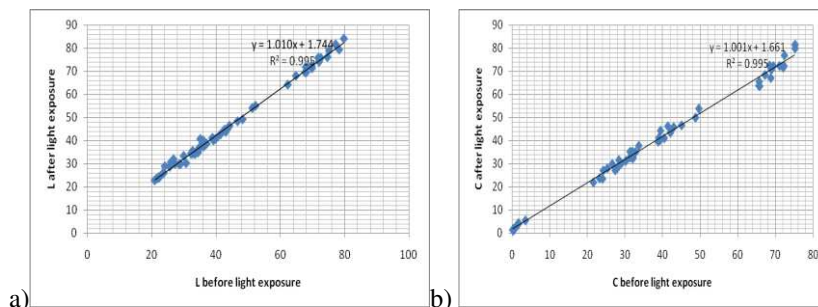 90
80
70
60
50
40
30
20
10
0
L after light exposure
y = 1.010x + 1.744
R² = 0.995
0 20 40 60 80 100
L before light exposure
a)
90
80
70
60
50
40
30
20
10
0
C after light exposure
y = 1.001x + 1.661
R² = 0.995
0 10 20 30 40 50 60 70 80
C before light exposure
b)